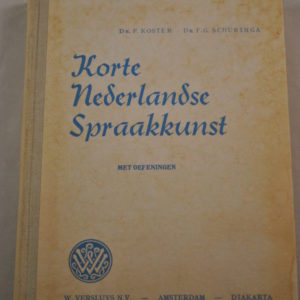 Dr. P. KOSTER - Dr. F.G. SCHURINGA
Korte
Nederlandse
Spraakkunst
MET OEFENINGEN
W. VERSLUYS N.V. — AMSTERDAM — DJAKARTA